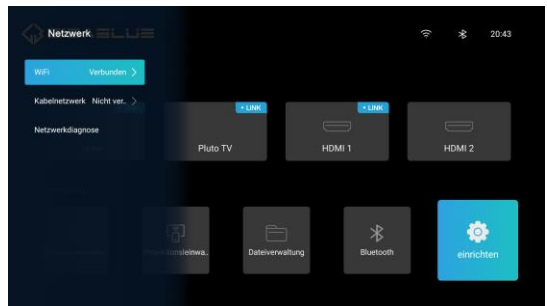 Netzwerk
20:43
WiFi Verbunden >
Kabelnetzwerk Nicht ver.. >
Netzwerkdiagnose
• LINK
• LINK
Pluto TV
HDMI 1
HDMI 2
Dateiverwaltung
Bluetooth
einrichten